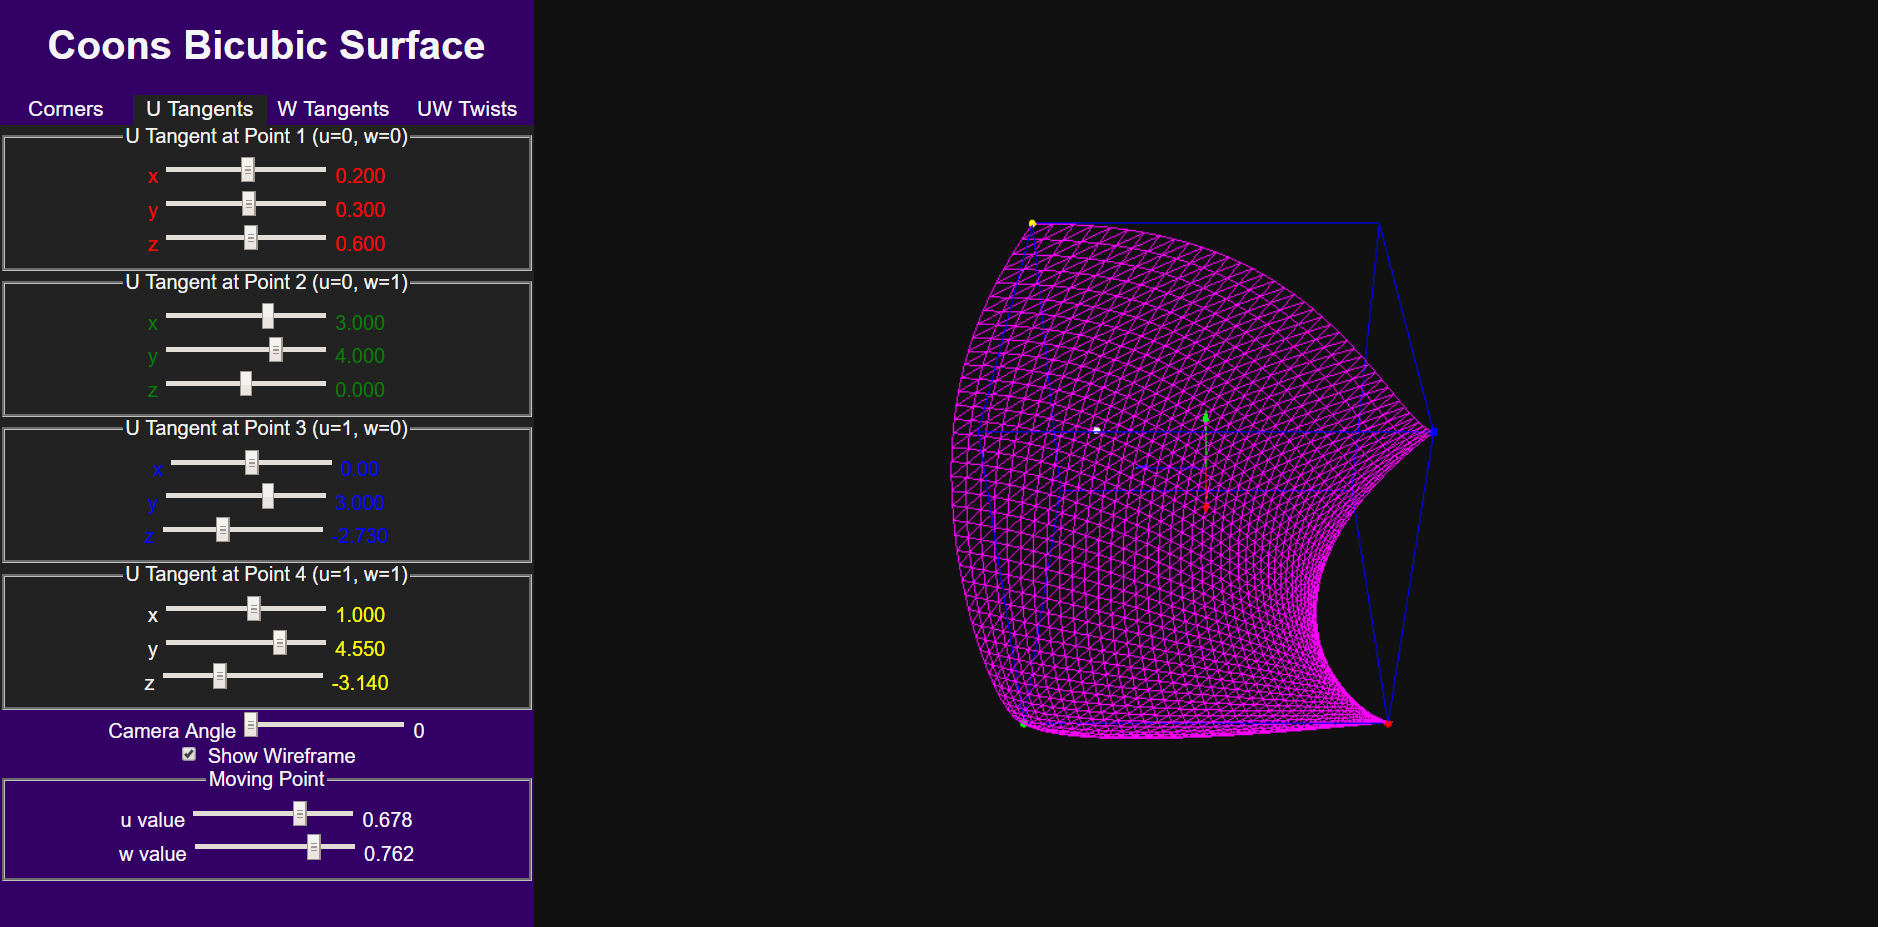 Coons Bicubic Surface
Corners U Tangents W Tangents UW Twists
U Tangent at Point 1 (u=0, w=0)
x 0.200
y 0.300
z 0.600
U Tangent at Point 2 (u=0, w=1)
x 3.000
y 4.000
z 0.000
U Tangent at Point 3 (u=1, w=0)
x 0.00
y 3.000
z -2.730
U Tangent at Point 4 (u=1, w=1)
x 1.000
y 4.550
z -3.140
Camera Angle 0
Show Wireframe
Moving Point
u value 0.678
w value 0.762